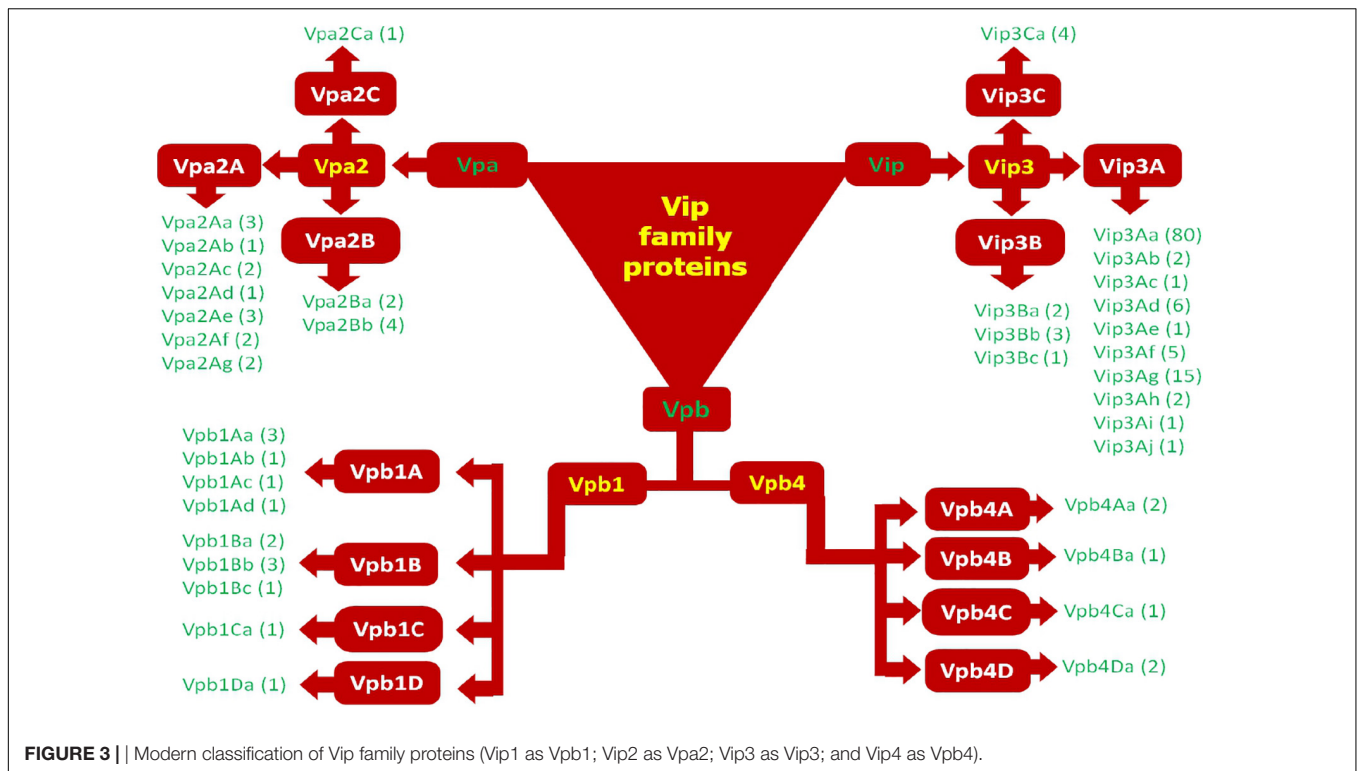 Vpa2Ca (1)
Vpa2C
Vpa2A
Vpa2
Vpa
Vpa2B
Vpa2Aa (3)
Vpa2Ab (1)
Vpa2Ac (2)
Vpa2Ad (1)
Vpa2Ae (3)
Vpa2Af (2)
Vpa2Ag (2)
Vpa2Ba (2)
Vpa2Bb (4)
Vip
family
proteins
Vip3Ca (4)
Vip3C
Vip
Vip3
Vip3A
Vip3B
Vip3Ba (2)
Vip3Bb (3)
Vip3Bc (1)
Vip3Aa (80)
Vip3Ab (2)
Vip3Ac (1)
Vip3Ad (6)
Vip3Ae (1)
Vip3Af (5)
Vip3Ag (15)
Vip3Ah (2)
Vip3Ai (1)
Vip3Aj (1)
Vpb
Vpb1
Vpb4
Vpb1Aa (3)
Vpb1Ab (1)
Vpb1Ac (1)
Vpb1Ad (1)
Vpb1A
Vpb1Ba (2)
Vpb1Bb (3)
Vpb1Bc (1)
Vpb1B
Vpb1Ca (1)
Vpb1C
Vpb1Da (1)
Vpb1D
Vpb4A
Vpb4Aa (2)
Vpb4B
Vpb4Ba (1)
Vpb4C
Vpb4Ca (1)
Vpb4D
Vpb4Da (2)
FIGURE 3 | | Modern classification of Vip family proteins (Vip1 as Vpb1; Vip2 as Vpa2; Vip3 as Vip3; and Vip4 as Vpb4).